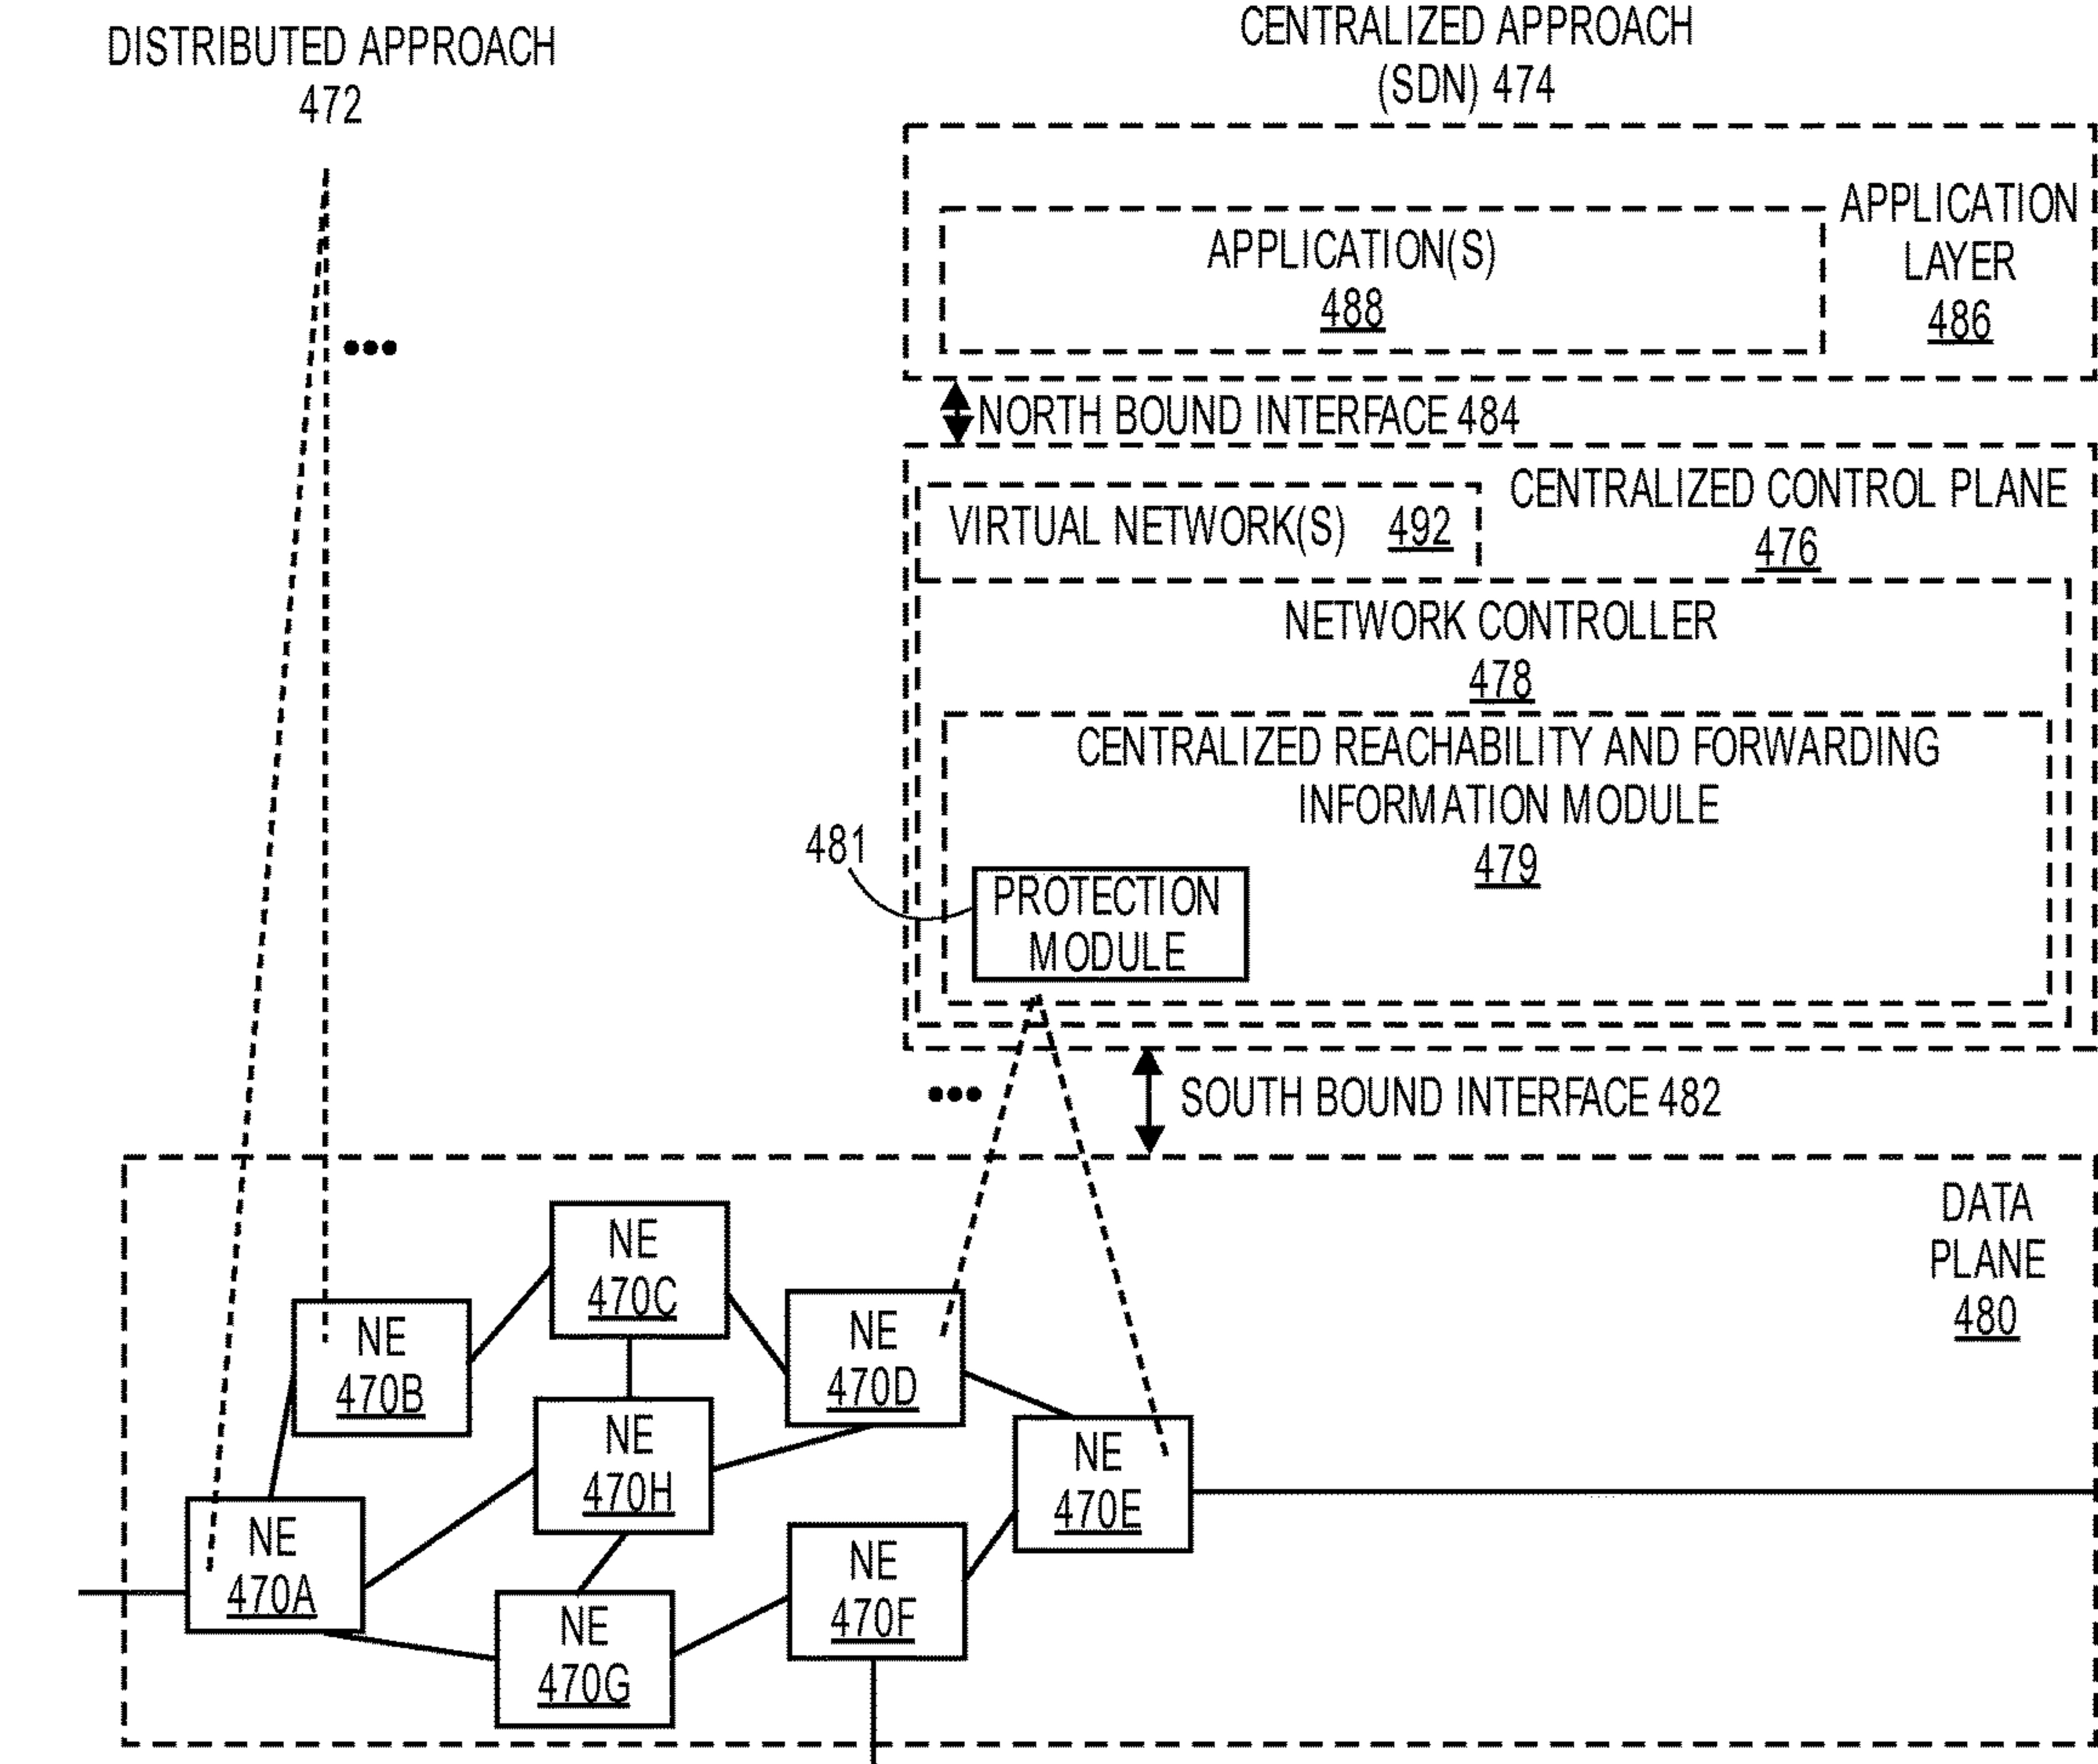 DISTRIBUTED APPROACH
472
CENTRALIZED APPROACH
(SDN) 474
APPLICATION(S)
488
APPLICATION
LAYER
486
NORTH BOUND INTERFACE 484
VIRTUAL NETWORK(S) 492
CENTRALIZED CONTROL PLANE
476
NETWORK CONTROLLER
478
CENTRALIZED REACHABILITY AND FORWARDING
INFORMATION MODULE
479
481
PROTECTION
MODULE
SOUTH BOUND INTERFACE 482
DATA
PLANE
480
NE
470C
NE
470B
NE
470D
NE
470H
NE
470E
NE
470A
NE
470F
NE
470G